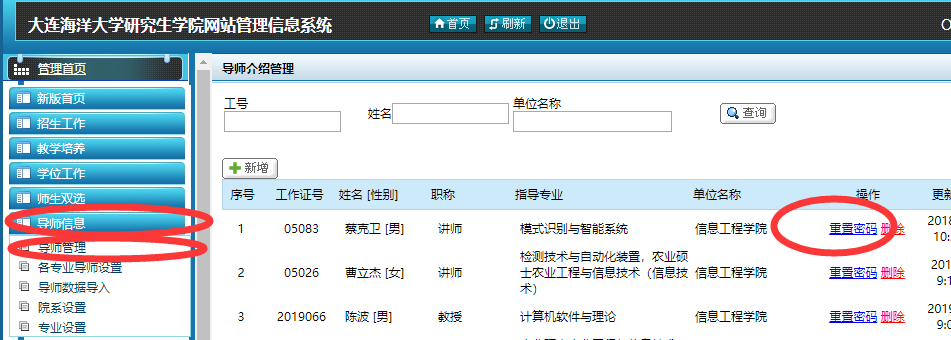 大连海洋大学研究生学院网站管理信息系统
首页 刷新 退出
管理首页
新版首页
招生工作
教学培养
学位工作
师生双选
导师信息
导师管理
各专业导师设置
导师数据导入
院系设置
专业设置
导师介绍管理
工号 姓名 单位名称 查询
新增
序号 工作证号 姓名 [性别] 职称 指导专业 单位名称 操作 更新
1 05083 蔡克卫 [男] 讲师 模式识别与智能系统 信息工程学院 重置密码 删除 2018
10:
2 05026 曹立杰 [女] 讲师 检测技术与自动化装置，农业硕
士农业工程与信息技术（信息技
术） 信息工程学院 重置密码 删除 201
9:1
3 2019066 陈波 [男] 教授 计算机软件与理论 信息工程学院 重置密码 删除 201
9:0